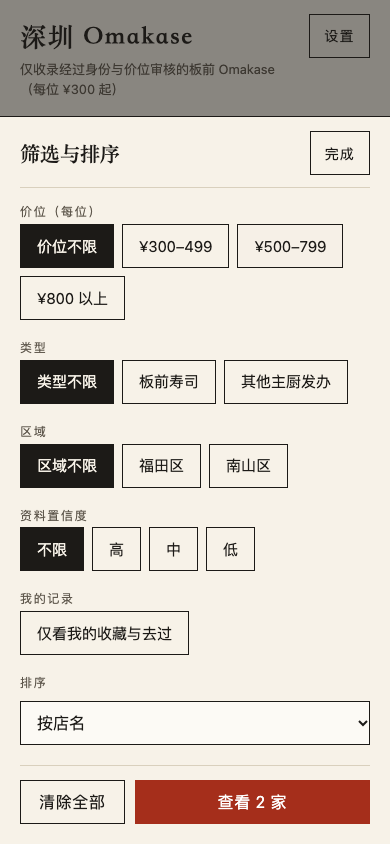 深圳 Omakase
设置
仅收录经过身份与价位审核的板前 Omakase
（每位 ¥300 起）
筛选与排序
完成
价位（每位）
价位不限
¥300–499
¥500–799
¥800 以上
类型
类型不限
板前寿司
其他主厨发办
区域
区域不限
福田区
南山区
资料置信度
不限
高
中
低
我的记录
仅看我的收藏与去过
排序
按店名
清除全部
查看 2 家